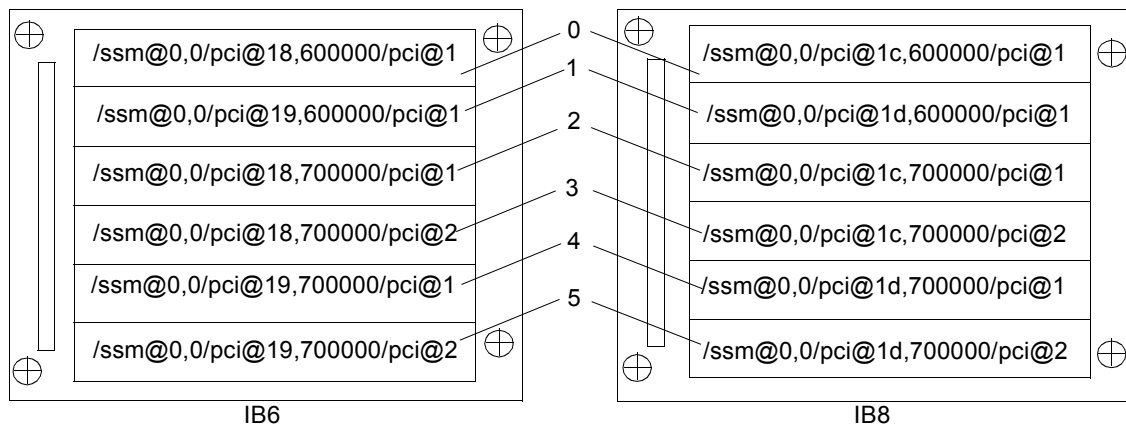 /ssm@0,0/pci@18,600000/pci@1
0
/ssm@0,0/pci@1c,600000/pci@1
/ssm@0,0/pci@19,600000/pci@1
1
/ssm@0,0/pci@1d,600000/pci@1
/ssm@0,0/pci@18,700000/pci@1
2
/ssm@0,0/pci@1c,700000/pci@1
/ssm@0,0/pci@18,700000/pci@2
3
/ssm@0,0/pci@1c,700000/pci@2
/ssm@0,0/pci@19,700000/pci@1
4
/ssm@0,0/pci@1d,700000/pci@1
/ssm@0,0/pci@19,700000/pci@2
5
/ssm@0,0/pci@1d,700000/pci@2
IB6
IB8